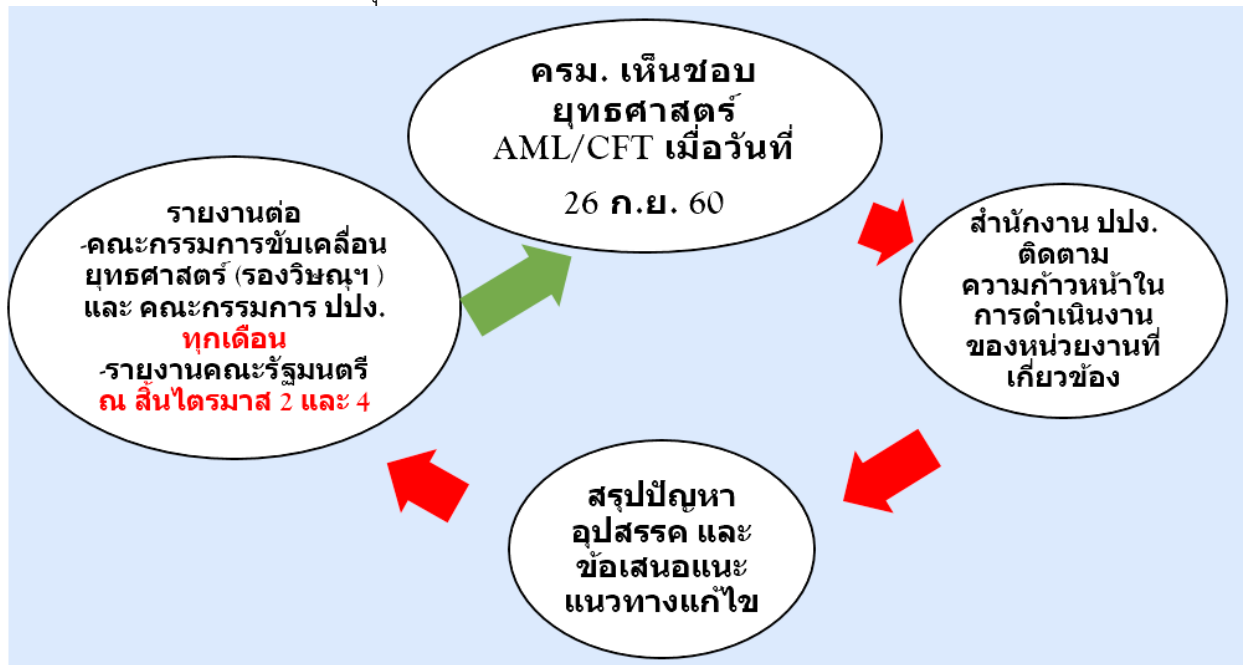 ครม. เห็นชอบ
ยุทธศาสตร์
AML/CFT เมื่อวันที่
26 ก.ย. 60
สำนักงาน ปปง.
ติดตาม
ความก้าวหน้าใน
การดำเนินงาน
ของหน่วยงานที่
เกี่ยวข้อง
สรุปปัญหา
อุปสรรค และ
ข้อเสนอแนะ
แนวทางแก้ไข
รายงานต่อ
-คณะกรรมการขับเคลื่อน
ยุทธศาสตร์ (รองวิษณุฯ )
และ คณะกรรมการ ปปง.
ทุกเดือน
-รายงานคณะรัฐมนตรี
ณ สิ้นไตรมาส 2 และ 4